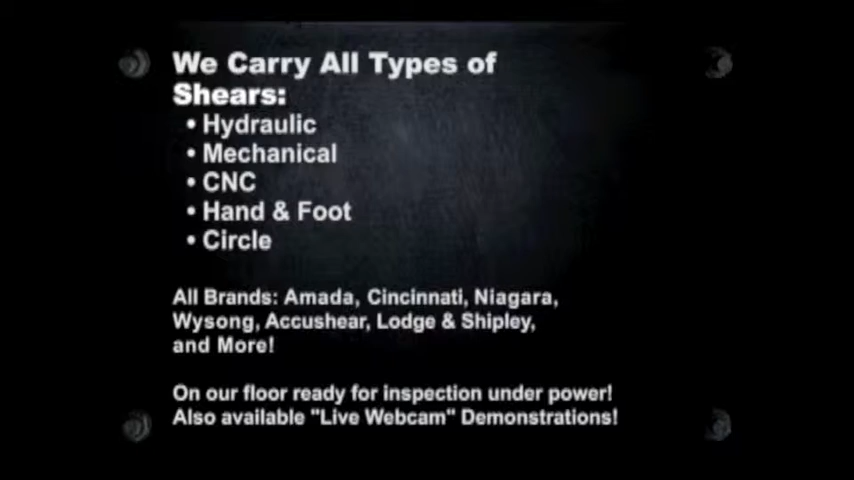 We Carry All Types of
Shears:
• Hydraulic
• Mechanical
• CNC
• Hand & Foot
• Circle
All Brands: Amada, Cincinnati, Niagara,
Wysong, Accushear, Lodge & Shipley,
and More!
On our floor ready for inspection under power!
Also available "Live Webcam" Demonstrations!